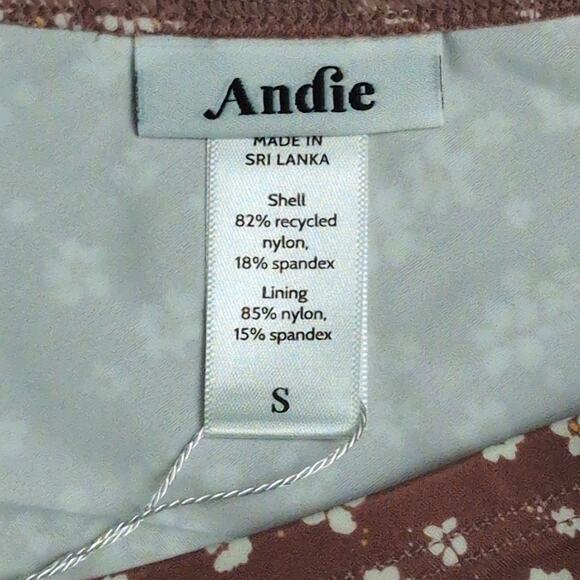 Andie
MADE IN
SRI LANKA
Shell
82% recycled
nylon,
18% spandex
Lining
85% nylon,
15% spandex
S